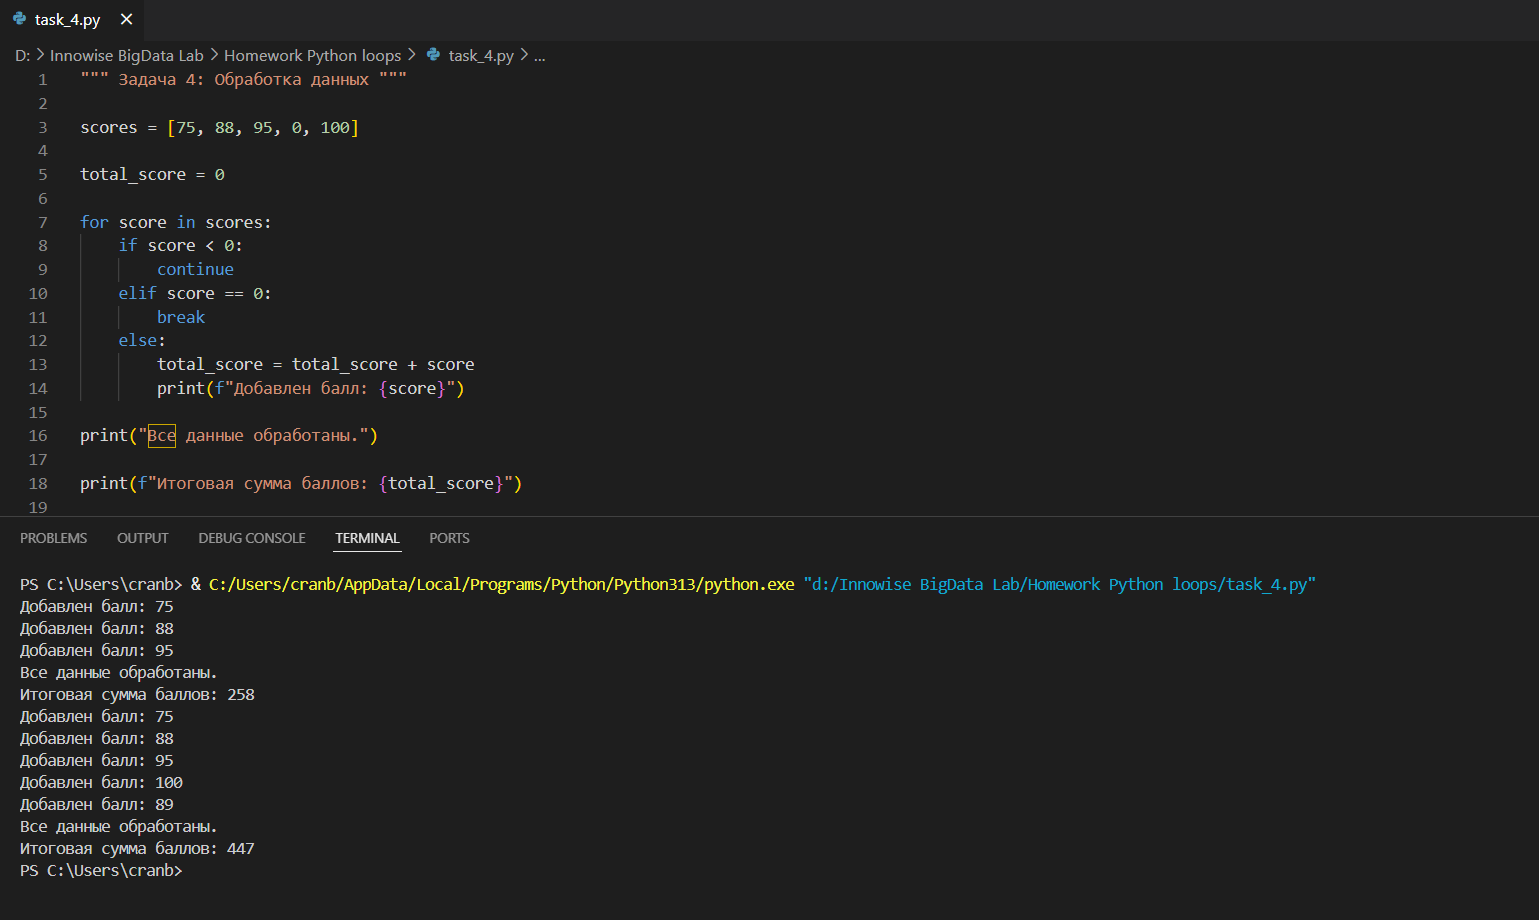 task_4.py
D: > Innowise BigData Lab > Homework Python loops > task_4.py > ...
1 """ Задача 4: Обработка данных """
2
3 scores = [75, 88, 95, 0, 100]
4
5 total_score = 0
6
7 for score in scores:
8     if score < 0:
9         continue
10     elif score == 0:
11         break
12     else:
13         total_score = total_score + score
14         print(f"Добавлен балл: {score}")
15
16 print("Все данные обработаны.")
17
18 print(f"Итоговая сумма баллов: {total_score}")
19
PROBLEMS OUTPUT DEBUG CONSOLE TERMINAL PORTS
PS C:\Users\cranb> & C:/Users/cranb/AppData/Local/Programs/Python/Python313/python.exe "d:/Innowise BigData Lab/Homework Python loops/task_4.py"
Добавлен балл: 75
Добавлен балл: 88
Добавлен балл: 95
Все данные обработаны.
Итоговая сумма баллов: 258
Добавлен балл: 75
Добавлен балл: 88
Добавлен балл: 95
Добавлен балл: 100
Добавлен балл: 89
Все данные обработаны.
Итоговая сумма баллов: 447
PS C:\Users\cranb>